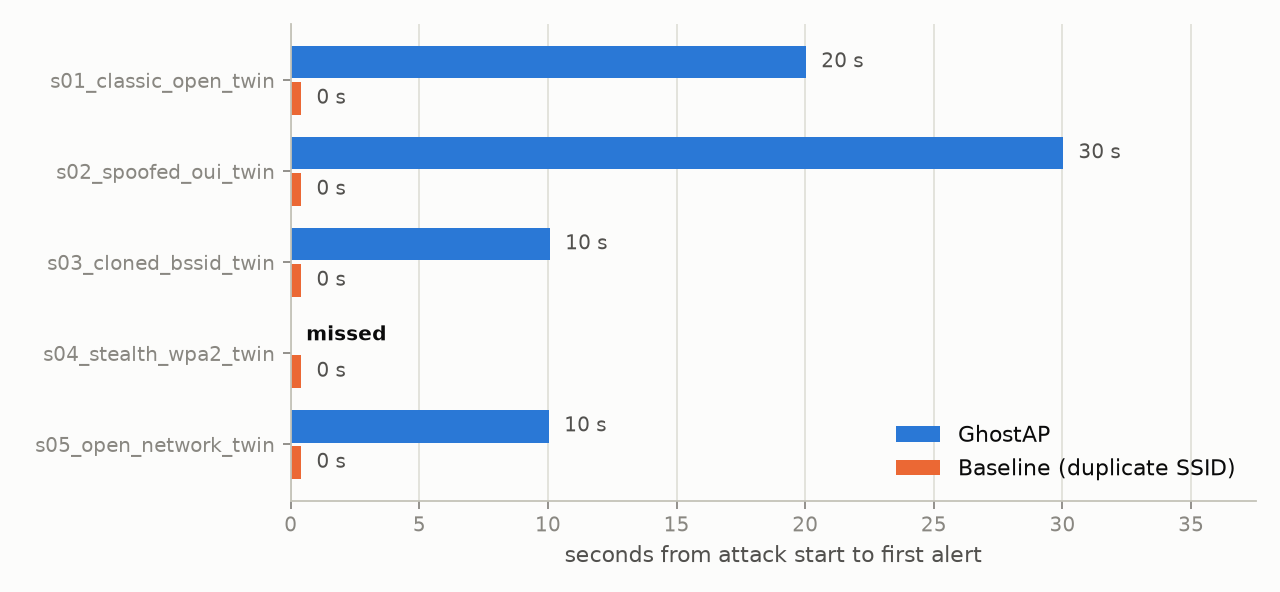 s01_classic_open_twin
20 s
0 s
s02_spoofed_oui_twin
30 s
0 s
s03_cloned_bssid_twin
10 s
0 s
s04_stealth_wpa2_twin
missed
0 s
s05_open_network_twin
10 s
0 s
GhostAP
Baseline (duplicate SSID)
0 5 10 15 20 25 30 35
seconds from attack start to first alert